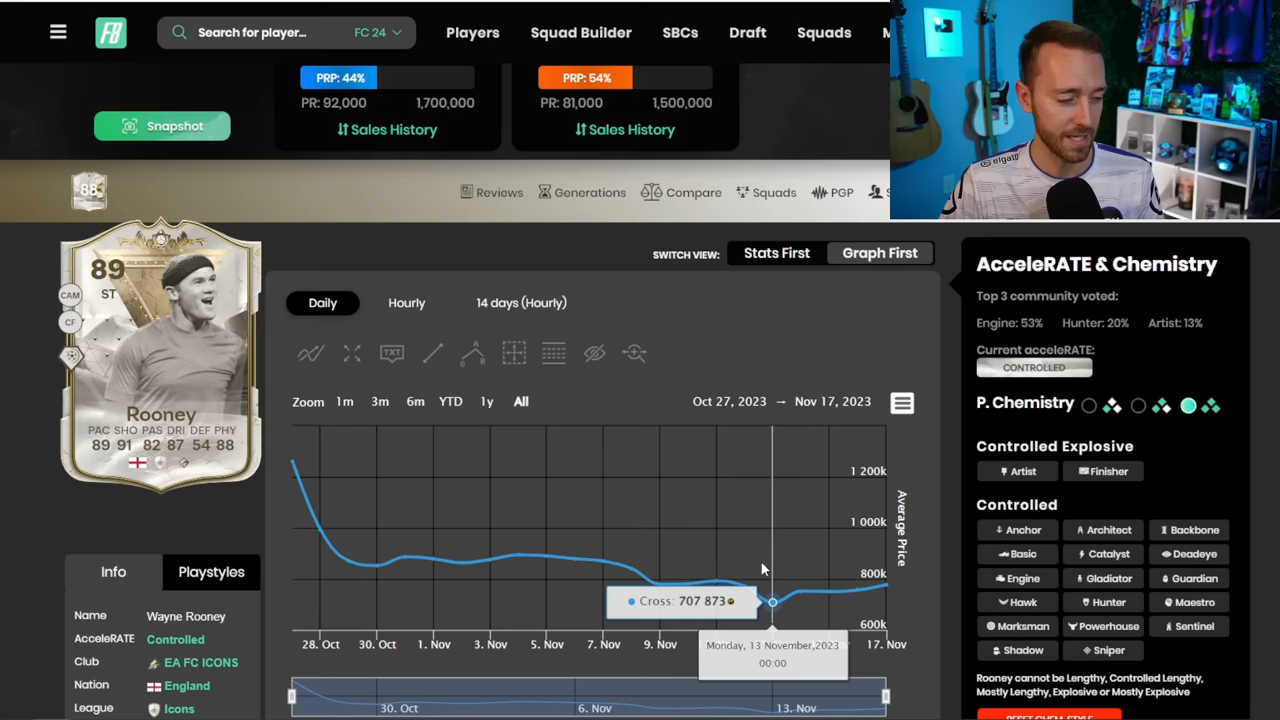 FB
Search for player...
FC 24
Players
Squad Builder
SBCs
Draft
Squads
M
PRP: 44%
PR: 92,000
1,700,000
Sales History
PRP: 54%
PR: 81,000
1,500,000
Sales History
Snapshot
88
Reviews
Generations
Compare
Squads
PGP
S
elgato
SWITCH VIEW:
Stats First
Graph First
89
ST
CAM
CF
Rooney
PAC SHO PAS DRI DEF PHY
89 91 82 87 54 88
Daily
Hourly
14 days (Hourly)
TXT
Zoom 1m 3m 6m YTD 1y All
Oct 27, 2023 → Nov 17, 2023
1 200k
1 000k
800k
600k
Average Price
Cross: 707 873
Monday, 13 November,2023
00:00
28. Oct
30. Oct
1. Nov
3. Nov
5. Nov
7. Nov
9. Nov
17. Nov
30. Oct
6. Nov
13. Nov
Info
Playstyles
Name Wayne Rooney
AcceleRATE Controlled
Club EA FC ICONS
Nation England
League Icons
AcceleRATE & Chemistry
Top 3 community voted:
Engine: 53% Hunter: 20% Artist: 13%
Current acceleRATE:
CONTROLLED
P. Chemistry
Controlled Explosive
Artist
Finisher
Controlled
Anchor
Architect
Backbone
Basic
Catalyst
Deadeye
Engine
Gladiator
Guardian
Hawk
Hunter
Maestro
Marksman
Powerhouse
Sentinel
Shadow
Sniper
Rooney cannot be Lengthy, Controlled Lengthy,
Mostly Lengthy, Explosive or Mostly Explosive
RESET CHEM. STYLE